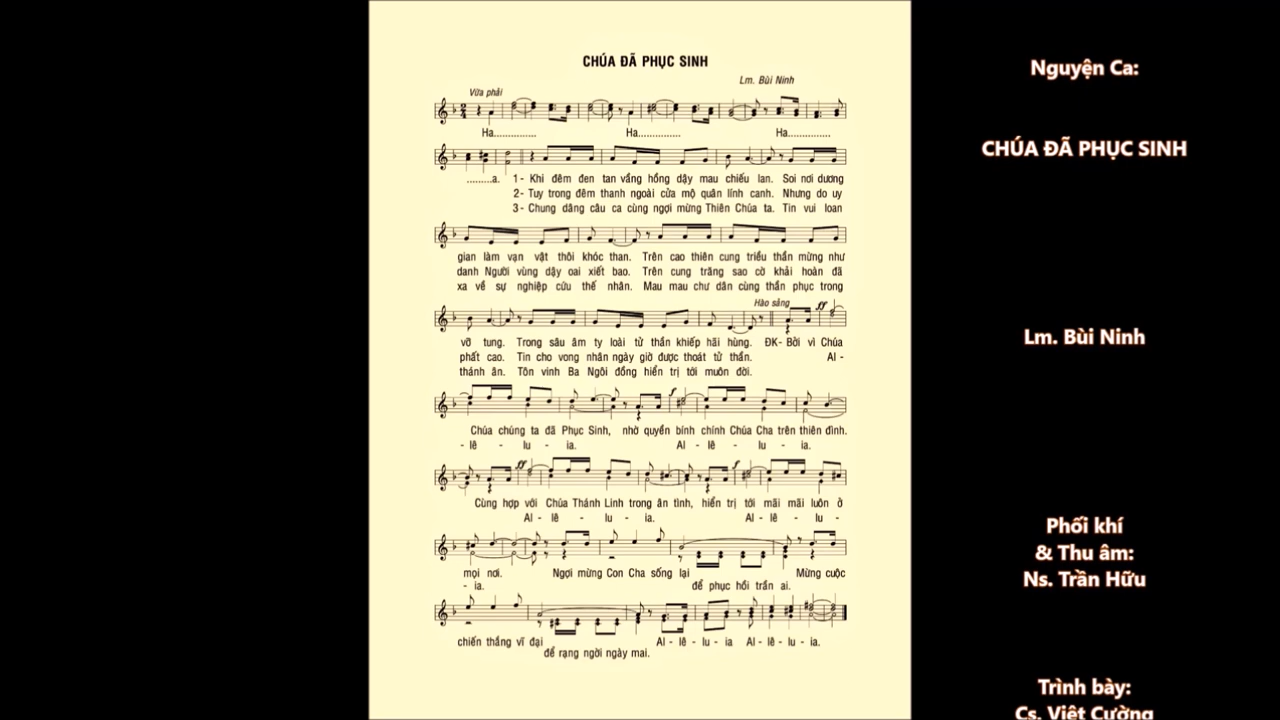 CHÚA ĐÃ PHỤC SINH
Lm. Bùi Ninh
Vừa phải
Ha.............. Ha.............. Ha..............
.........a. 1- Khi đêm đen tan vầng hồng dậy mau chiếu lan. Soi nơi dương
2- Tuy trong đêm thanh ngoài cửa mộ quân lính canh. Nhưng do uy
3- Chung dâng câu ca cùng ngợi mừng Thiên Chúa ta. Tin vui loan
gian làm vạn vật thôi khóc than. Trên cao thiên cung triều thần mừng như
danh Người vùng dậy oai xiết bao. Trên cung trăng sao cờ khải hoàn đã
xa về sự nghiệp cứu thế nhân. Mau mau chư dân cùng thần phục trong
Hào sảng ff
vỡ tung. Trong sâu âm ty loài tử thần khiếp hãi hùng. ĐK- Bởi vì Chúa
phất cao. Tin cho vong nhân ngày giờ được thoát tử thần. Al -
thánh ân. Tôn vinh Ba Ngôi đồng hiển trị tới muôn đời.
f
Chúa chúng ta đã Phục Sinh, nhờ quyền bính chính Chúa Cha trên thiên đình.
- lê - lu - ia. Al - lê - lu - ia.
ff f
Cùng hợp với Chúa Thánh Linh trong ân tình, hiển trị tới mãi mãi luôn ở
Al - lê - lu - ia. Al - lê - lu -
mọi nơi. Ngợi mừng Con Cha sống lại Mừng cuộc
- ia. để phục hồi trần ai.
chiến thắng vĩ đại Al - lê - lu - ia Al - lê - lu - ia.
để rạng ngời ngày mai.
Nguyện Ca:
CHÚA ĐÃ PHỤC SINH
Lm. Bùi Ninh
Phối khí
& Thu âm:
Ns. Trần Hữu
Trình bày:
Cs. Việt Cường